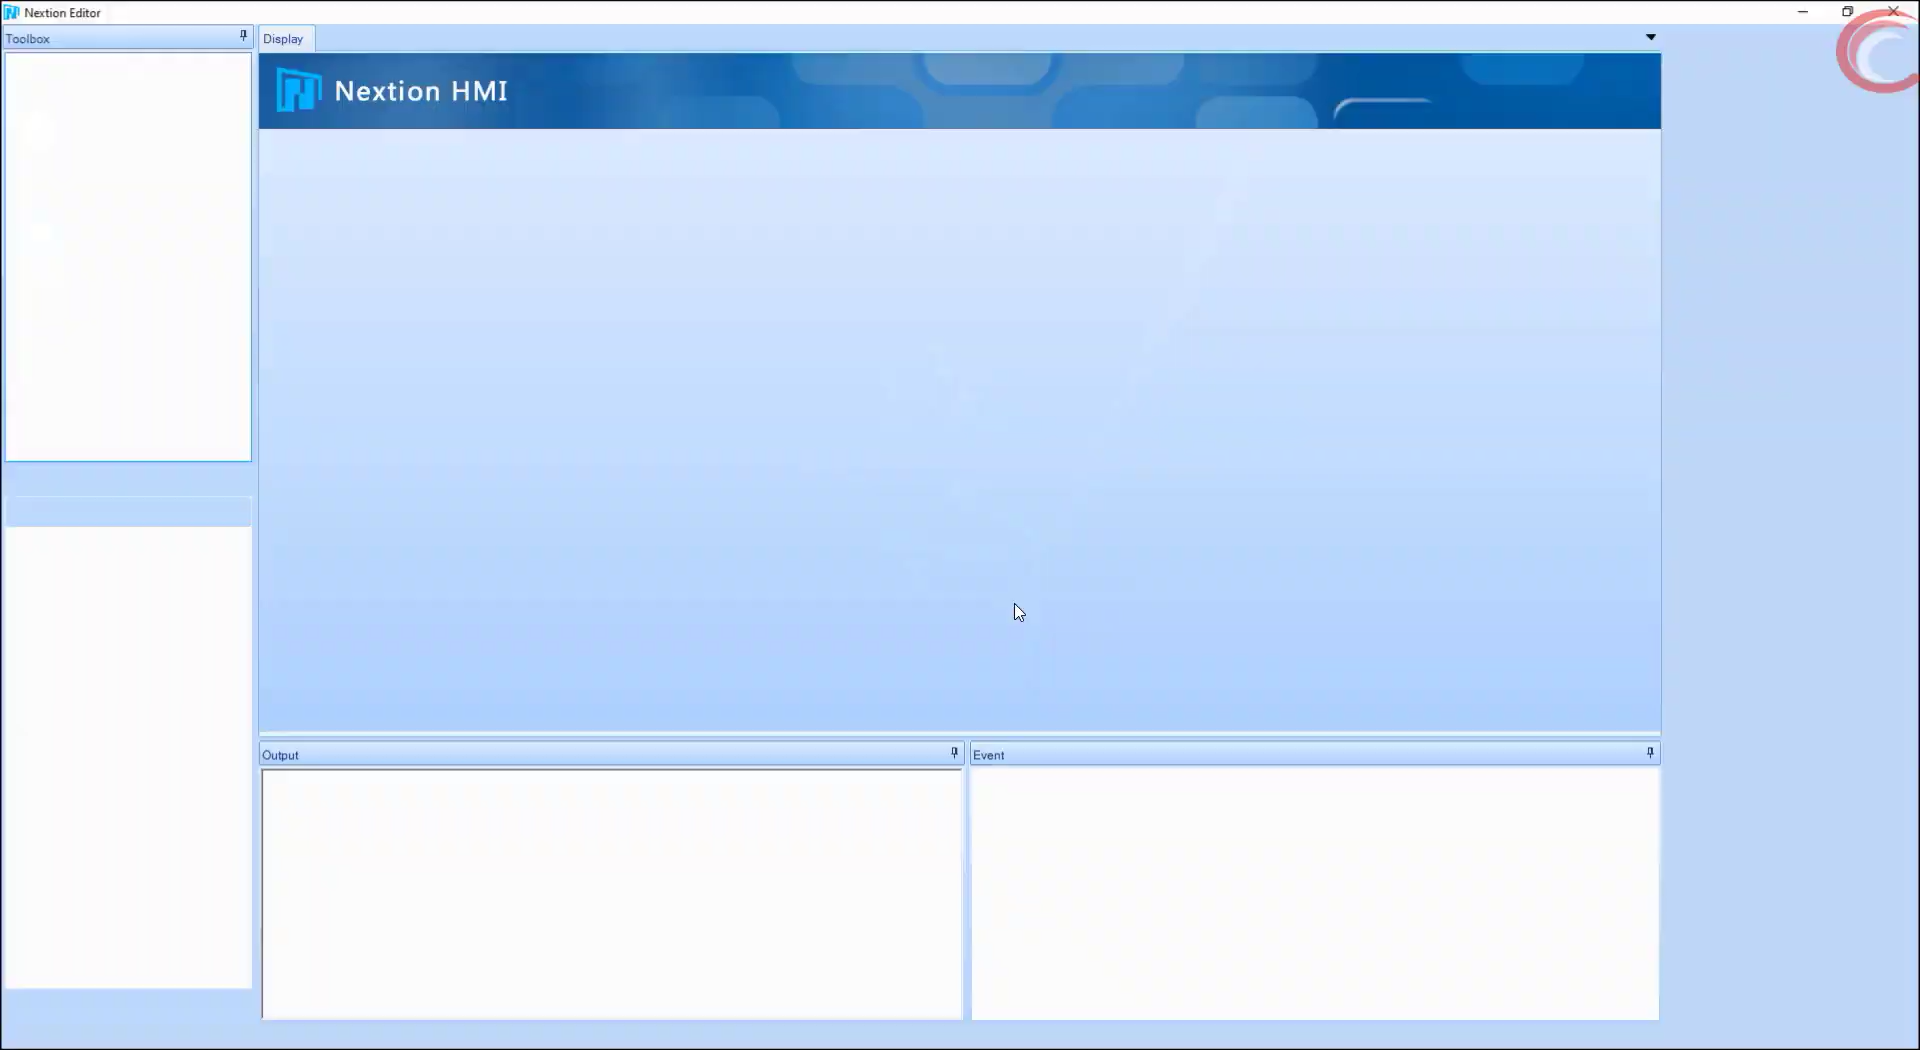 Nextion Editor
Toolbox
Display
Nextion HMI
Output
Event